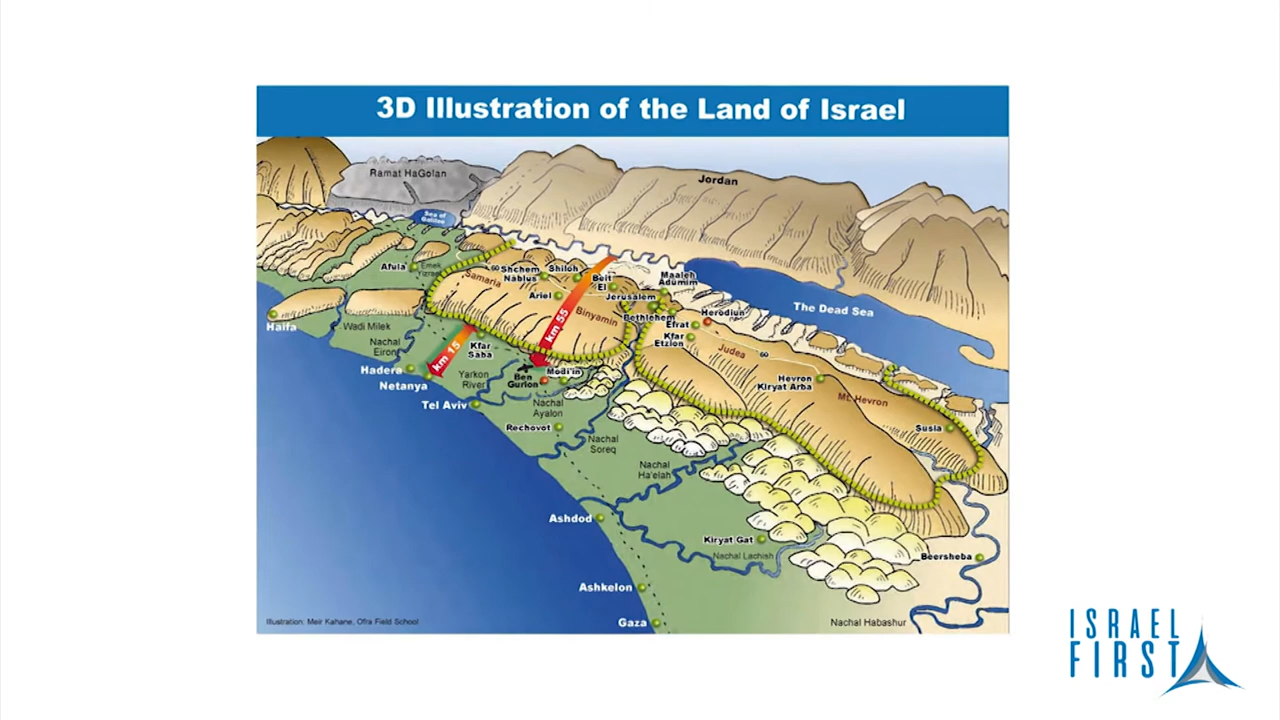 3D Illustration of the Land of Israel
Ramat HaGolan
Jordan
Sea of
Galilee
Afula
Emek
60
Shchem
Nablus
Shiloh
Samaria
Beit
El
Maaleh
Adumim
Ariel
Jerusalem
The Dead Sea
Haifa
Wadi Milek
Binyamin
Bethlehem
Herodiun
km 55
Efrat
Nachal
Eiron
km 15
Kfar
Saba
Kfar
Etzion
Judea
60
Hadera
Netanya
Yarkon
River
Ben
Gurion
Modi'in
Hevron
Kiryat Arba
Mt. Hevron
Tel Aviv
Nachal
Ayalon
Rechovot
Susia
Nachal
Soreq
Nachal
Ha'elah
Ashdod
Kiryat Gat
Nachal Lachish
Beersheba
Ashkelon
Gaza
Illustration: Meir Kahane, Ofra Field School
Nachal Habashur
ISRAEL
FIRST